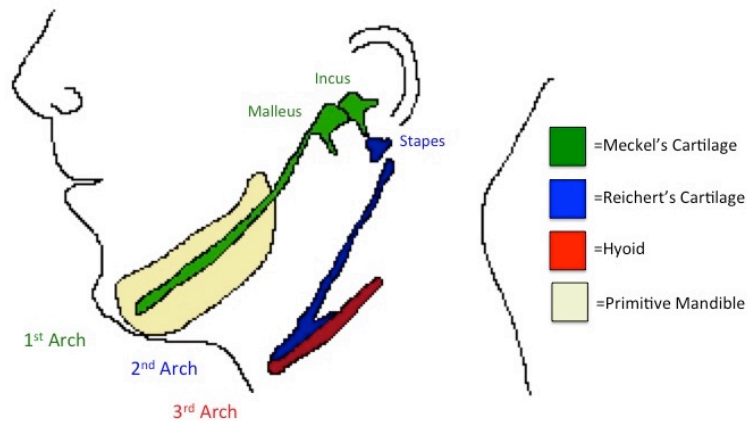 Incus
Malleus
Stapes
=Meckel's Cartilage
=Reichert's Cartilage
=Hyoid
=Primitive Mandible
1st Arch
2nd Arch
3rd Arch